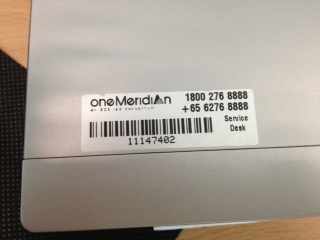 oneMeridian 1800 276 8888
+65 6276 8888
Service
Desk
11147402